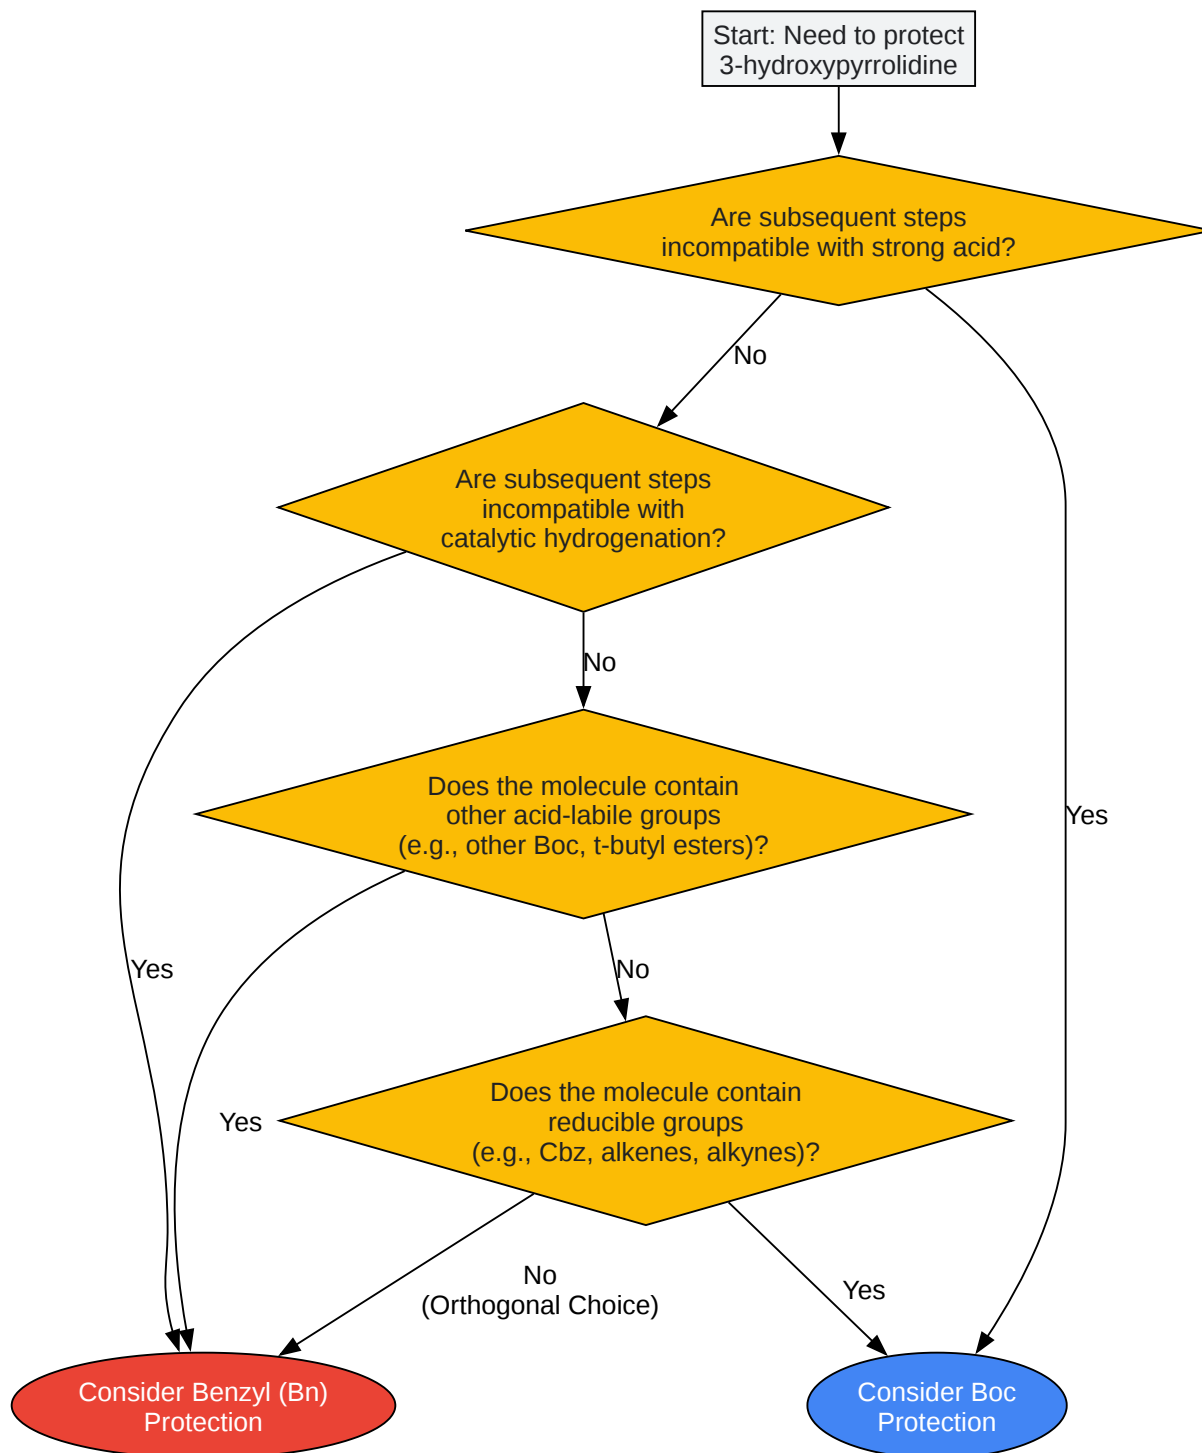 Start: Need to protect
3-hydroxypyrrolidine
Are subsequent steps
incompatible with strong acid?
No
Are subsequent steps
incompatible with
catalytic hydrogenation?
No
Does the molecule contain
other acid-labile groups
(e.g., other Boc, t-butyl esters)?
Yes
Yes
No
Does the molecule contain
reducible groups
(e.g., Cbz, alkenes, alkynes)?
Yes
No
(Orthogonal Choice)
Yes
Consider Benzyl (Bn)
Protection
Consider Boc
Protection